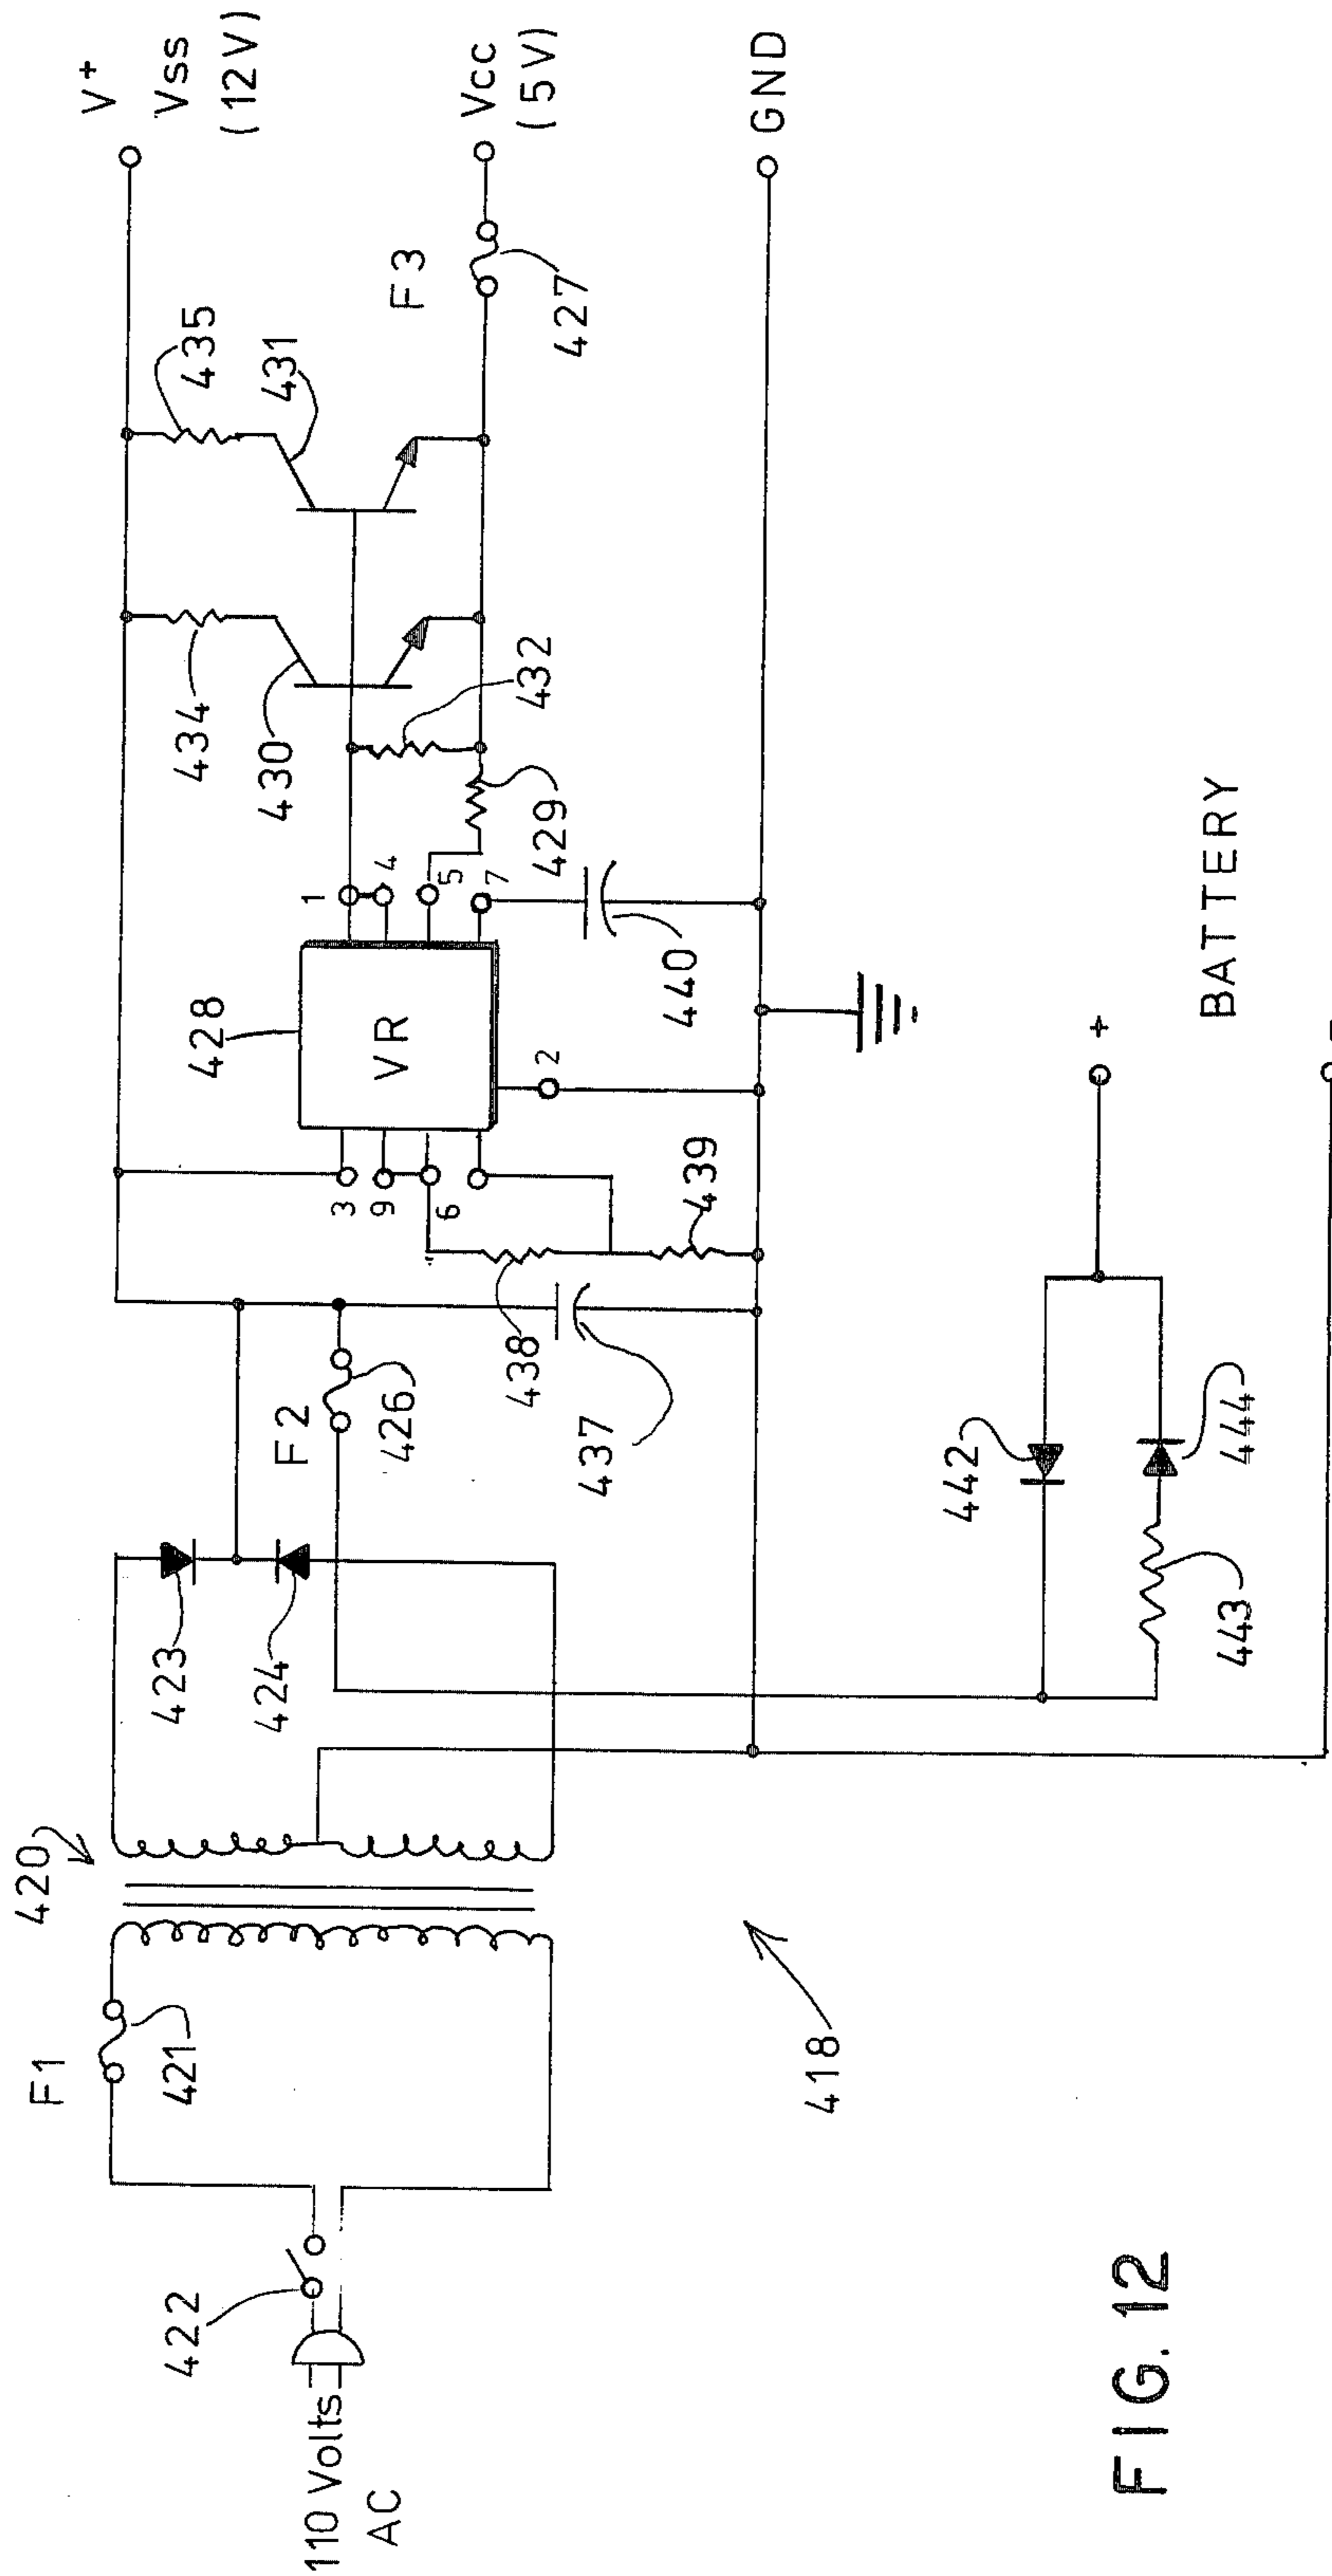 V+
Vss
(12V)
Vcc
(5V)
GND
F3
427
435
431
434
430
432
429
1
4
5
7
428
VR
2
440
3
9
6
439
438
437
F2
426
423
424
420
F1
421
422
110 Volts
AC
418
BATTERY
+
-
442
444
443
FIG. 12